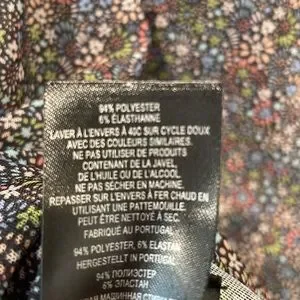 94% POLYESTER
6% ÉLASTHANNE
LAVER À L'ENVERS À 40C SUR CYCLE DOUX
AVEC DES COULEURS SIMILAIRES.
NE PAS UTILISER DE PRODUITS
CONTENANT DE LA JAVEL,
DE L'HUILE OU DE L'ALCOOL.
NE PAS SÉCHER EN MACHINE.
REPASSER SUR L'ENVERS À FER CHAUD EN
UTILISANT UNE PATTEMOUILLE.
PEUT ÊTRE NETTOYÉ À SEC.
FABRIQUÉ AU PORTUGAL
94% POLYESTER, 6% ELASTAN
HERGESTELLT IN PORTUGAL
94% ПОЛИЭСТЕР
6% ЭЛАСТАН
МАШИННАЯ